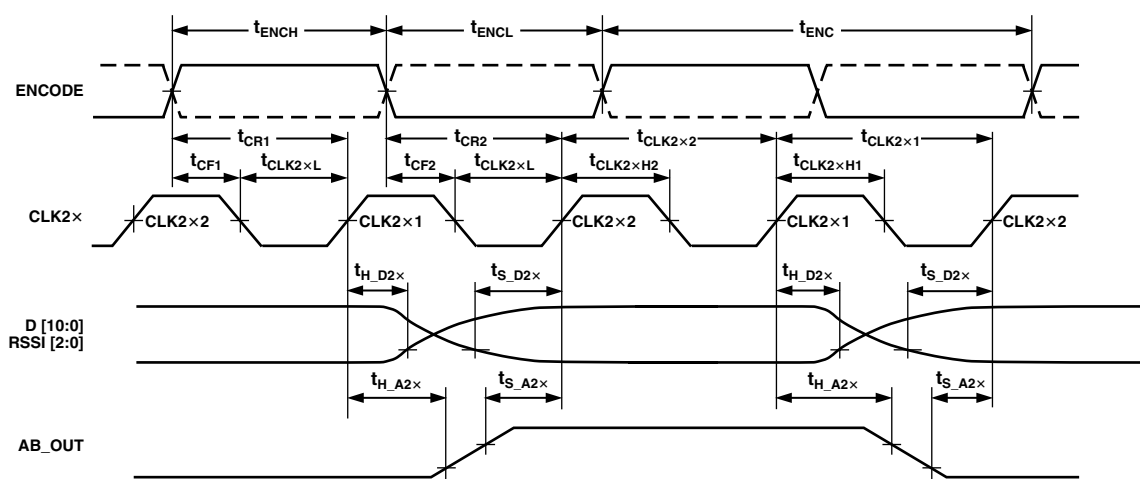 tENCH tENCL tENC
ENCODE
tCR1 tCR2 tCLK2×2 tCLK2×1
tCF1 tCLK2×L tCF2 tCLK2×L tCLK2×H2 tCLK2×H1
CLK2× CLK2×2 CLK2×1 CLK2×2 CLK2×1 CLK2×2
tH_D2× tS_D2× tH_D2× tS_D2×
D [10:0]
RSSI [2:0]
tH_A2× tS_A2× tH_A2× tS_A2×
AB_OUT